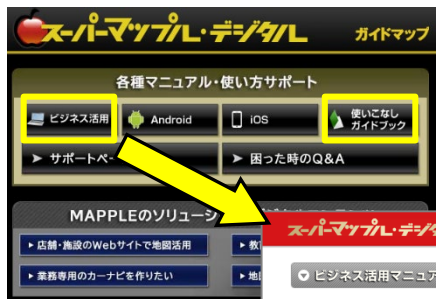 スーパーマップル・デジタル
ガイドマップ
各種マニュアル・使い方サポート
ビジネス活用
Android
iOS
使いこなし
ガイドブック
サポートペ
困った時のQ&A
MAPPLEのソリューシ
店舗・施設のWebサイトで地図活用
業務専用のカーナビを作りたい
スーパーマップル・デジタ
ビジネス活用マニュア